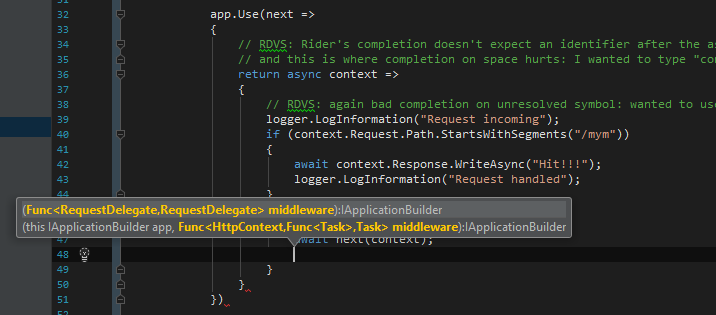 32 app.Use(next =>
33 {
34 // RDVS: Rider's completion doesn't expect an identifier after the as
35 // and this is where completion on space hurts: I wanted to type "con
36 return async context =>
37 {
38 // RDVS: again bad completion on unresolved symbol: wanted to use
39 logger.LogInformation("Request incoming");
40 if (context.Request.Path.StartsWithSegments("/mym"))
41 {
42 await context.Response.WriteAsync("Hit!!!");
43 logger.LogInformation("Request handled");
44 }
(Func<RequestDelegate,RequestDelegate> middleware):IApplicationBuilder
(this IApplicationBuilder app, Func<HttpContext,Func<Task>,Task> middleware):IApplicationBuilder
47 await next(context);
48
49 }
50 }
51 })